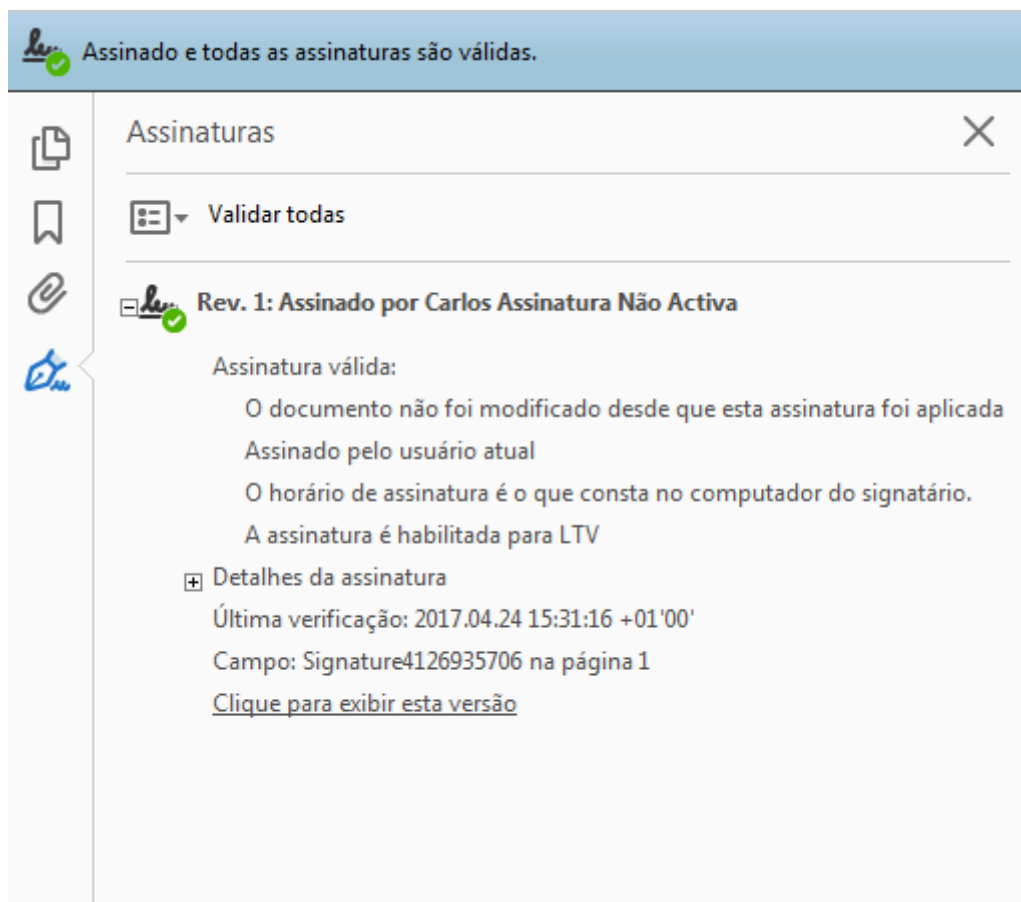 Assinado e todas as assinaturas são válidas.
Assinaturas
Validar todas
Rev. 1: Assinado por Carlos Assinatura Não Activa
Assinatura válida:
O documento não foi modificado desde que esta assinatura foi aplicada
Assinado pelo usuário atual
O horário de assinatura é o que consta no computador do signatário.
A assinatura é habilitada para LTV
Detalhes da assinatura
Última verificação: 2017.04.24 15:31:16 +01'00'
Campo: Signature4126935706 na página 1
Clique para exibir esta versão